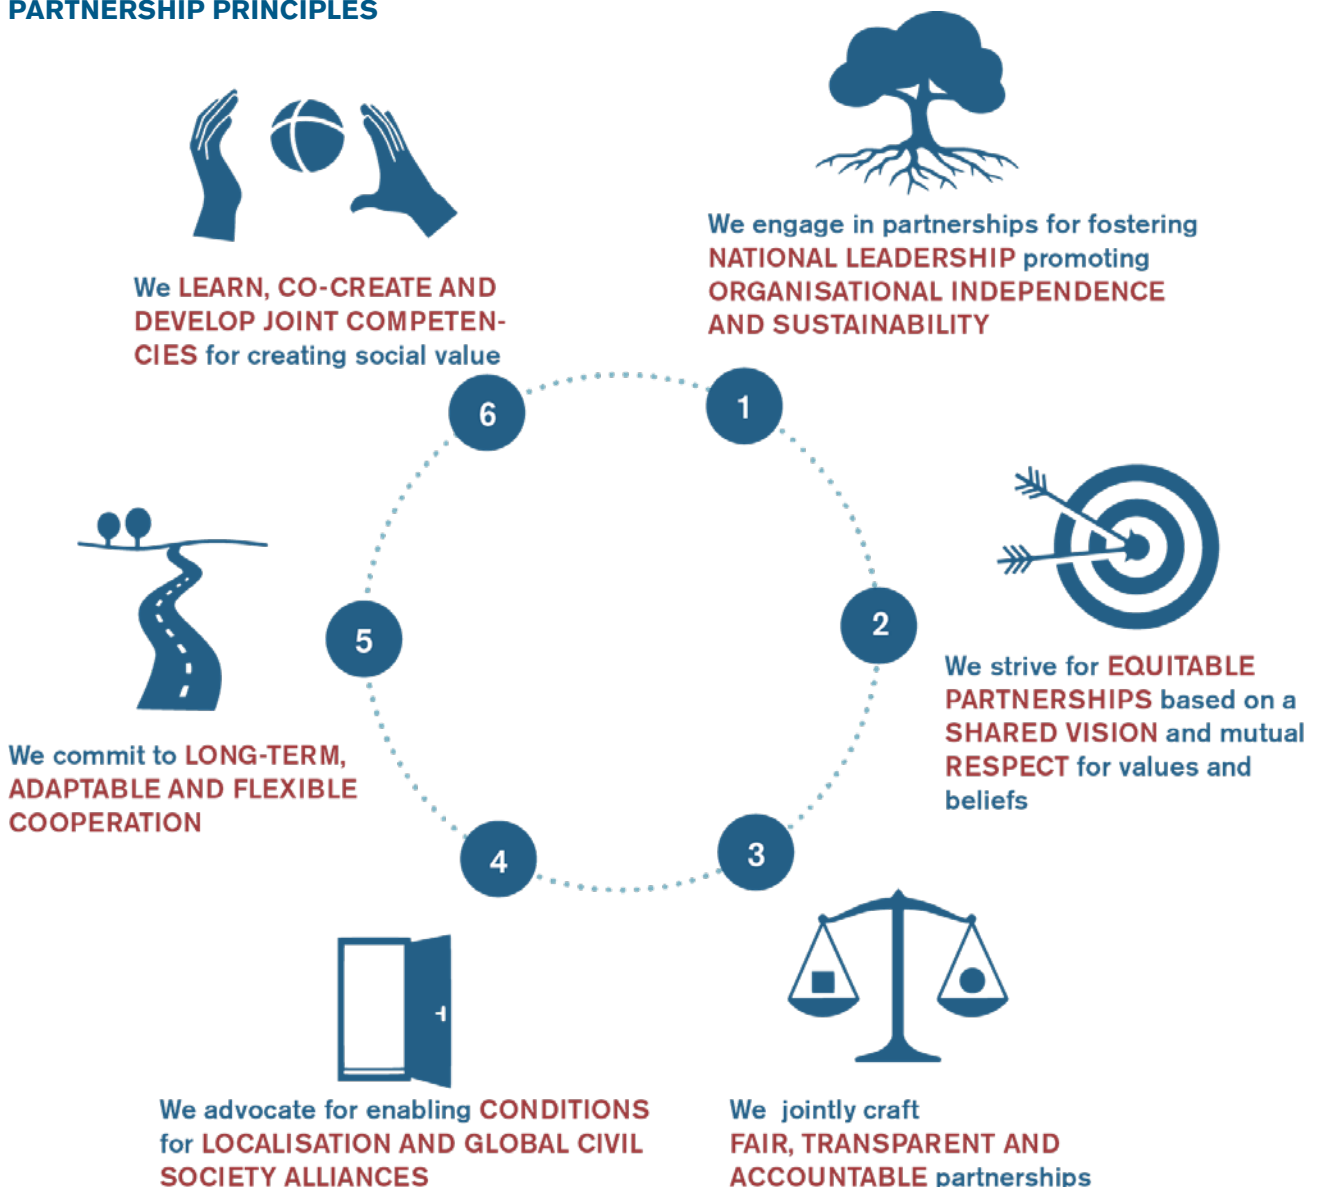 PARTNERSHIP PRINCIPLES
We engage in partnerships for fostering
NATIONAL LEADERSHIP promoting
ORGANISATIONAL INDEPENDENCE
AND SUSTAINABILITY
We LEARN, CO-CREATE AND
DEVELOP JOINT COMPETEN-
CIES for creating social value
1
2
3
4
5
6
We strive for EQUITABLE
PARTNERSHIPS based on a
SHARED VISION and mutual
RESPECT for values and
beliefs
We jointly craft
FAIR, TRANSPARENT AND
ACCOUNTABLE partnerships
We advocate for enabling CONDITIONS
for LOCALISATION AND GLOBAL CIVIL
SOCIETY ALLIANCES
We commit to LONG-TERM,
ADAPTABLE AND FLEXIBLE
COOPERATION